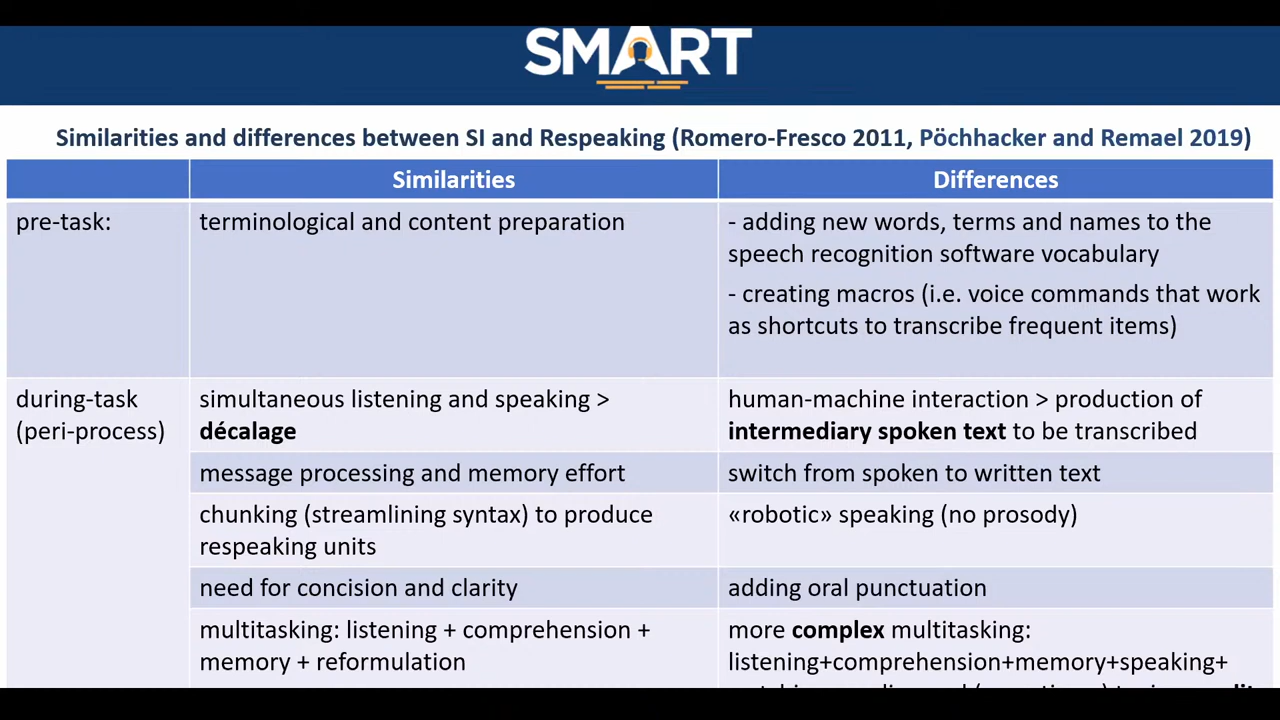 SMART
Similarities and differences between SI and Respeaking (Romero-Fresco 2011, Pöchhacker and Remael 2019)
Similarities
Differences
pre-task:
terminological and content preparation
- adding new words, terms and names to the
speech recognition software vocabulary
- creating macros (i.e. voice commands that work
as shortcuts to transcribe frequent items)
during-task
(peri-process)
simultaneous listening and speaking >
décalage
human-machine interaction > production of
intermediary spoken text to be transcribed
message processing and memory effort
switch from spoken to written text
chunking (streamlining syntax) to produce
respeaking units
«robotic» speaking (no prosody)
need for concision and clarity
adding oral punctuation
multitasking: listening + comprehension +
memory + reformulation
more complex multitasking:
listening+comprehension+memory+speaking+